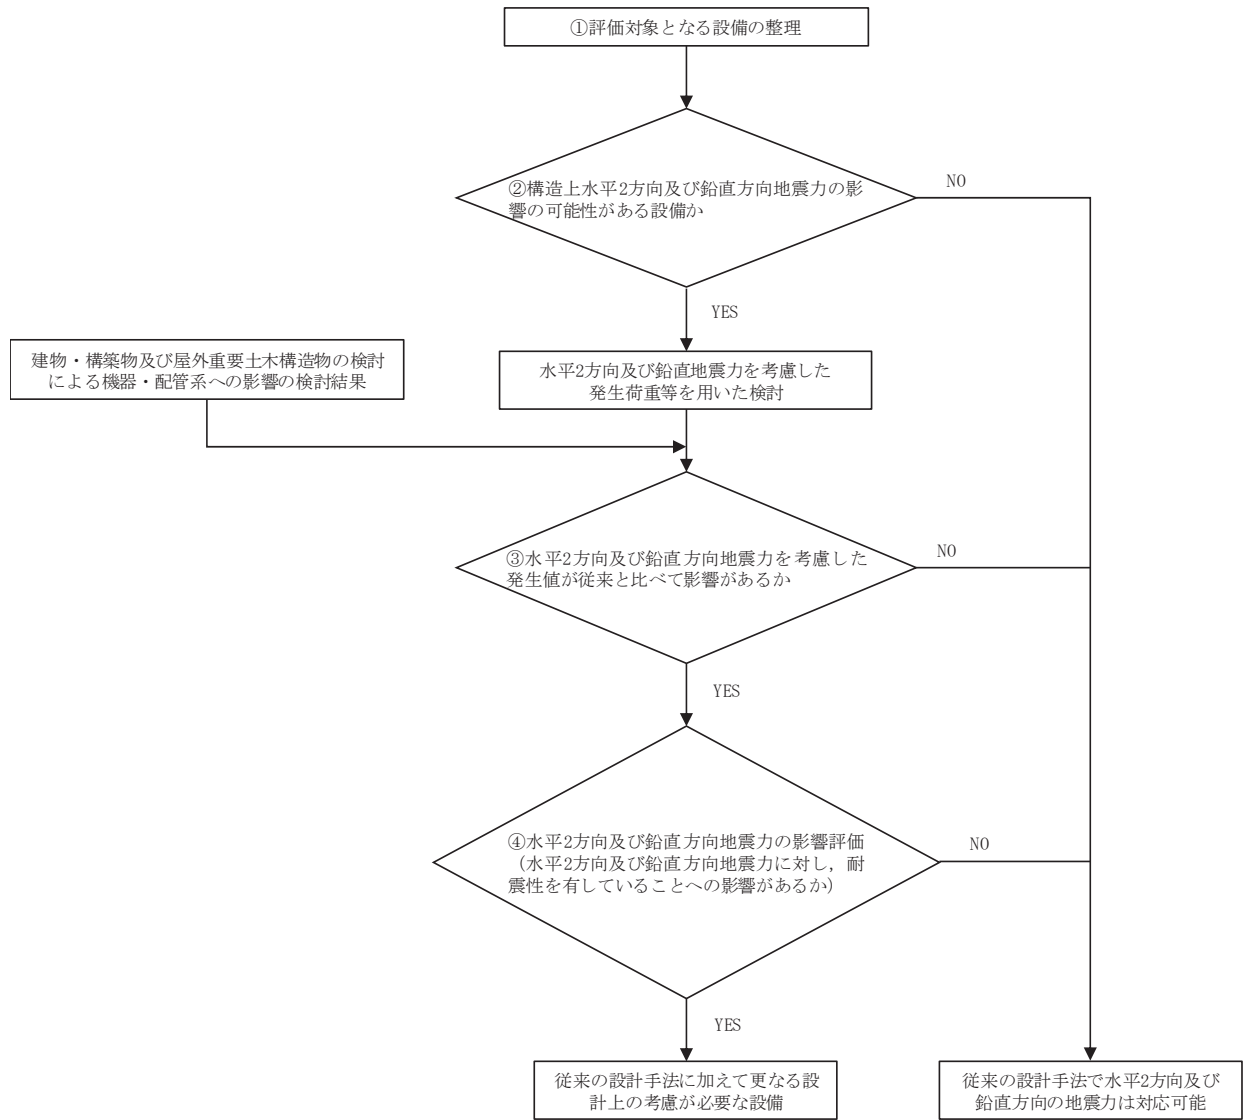 ①評価対象となる設備の整理
②構造上水平2方向及び鉛直方向地震力の影
響の可能性がある設備か
NO
YES
建物・構築物及び屋外重要土木構造物の検討
による機器・配管系への影響の検討結果
水平2方向及び鉛直地震力を考慮した
発生荷重等を用いた検討
③水平2方向及び鉛直方向地震力を考慮した
発生値が従来と比べて影響があるか
NO
YES
④水平2方向及び鉛直方向地震力の影響評価
（水平2方向及び鉛直方向地震力に対し，耐
震性を有していることへの影響があるか）
NO
YES
従来の設計手法に加えて更なる設
計上の考慮が必要な設備
従来の設計手法で水平2方向及び
鉛直方向の地震力は対応可能